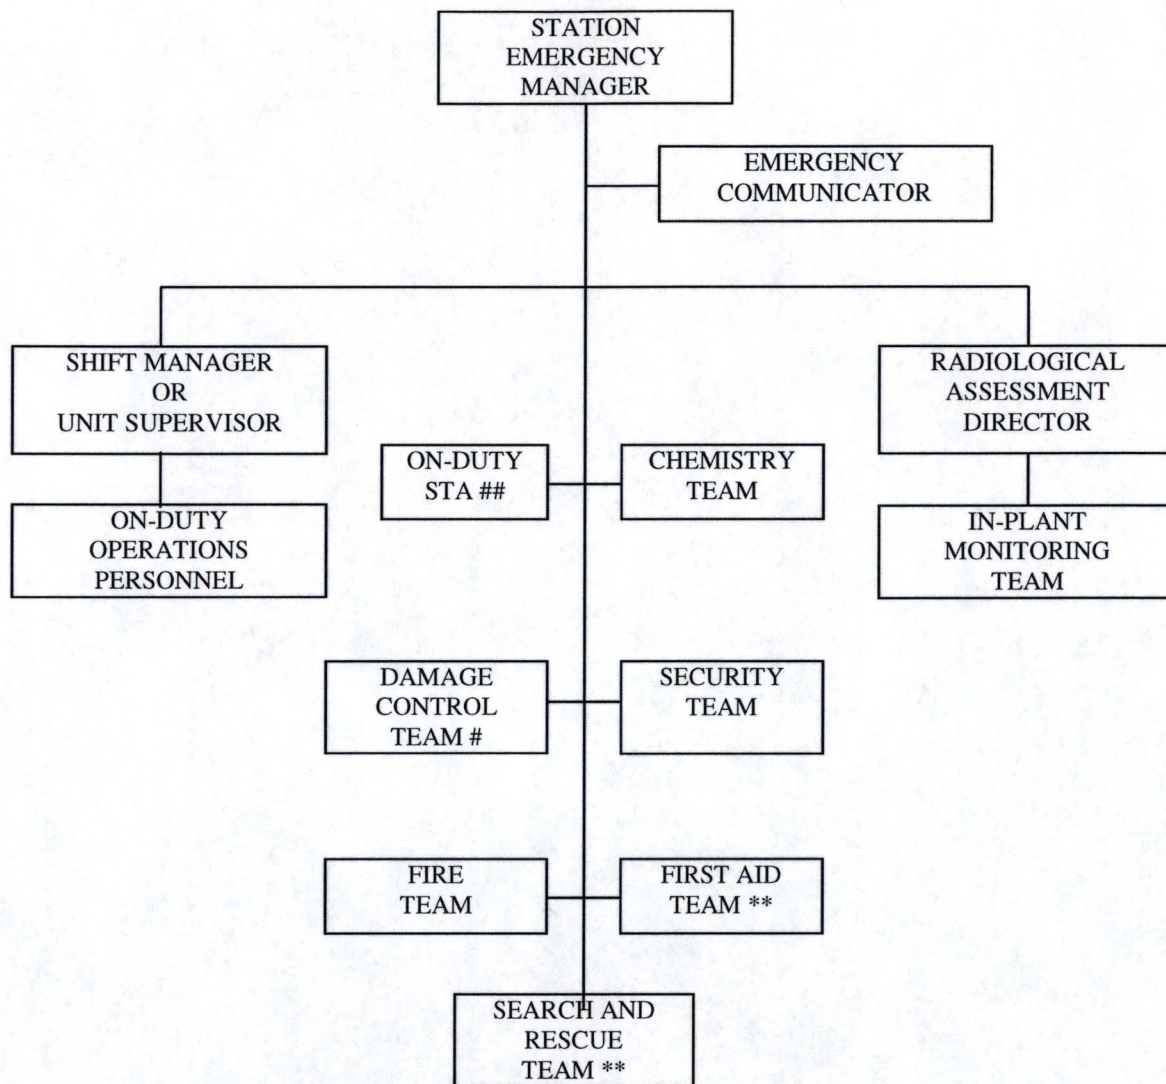 STATION
EMERGENCY
MANAGER
EMERGENCY
COMMUNICATOR
SHIFT MANAGER
OR
UNIT SUPERVISOR
RADIOLOGICAL
ASSESSMENT
DIRECTOR
ON-DUTY
STA ##
CHEMISTRY
TEAM
ON-DUTY
OPERATIONS
PERSONNEL
IN-PLANT
MONITORING
TEAM
DAMAGE
CONTROL
TEAM #
SECURITY
TEAM
FIRE
TEAM
FIRST AID
TEAM **
SEARCH AND
RESCUE
TEAM **